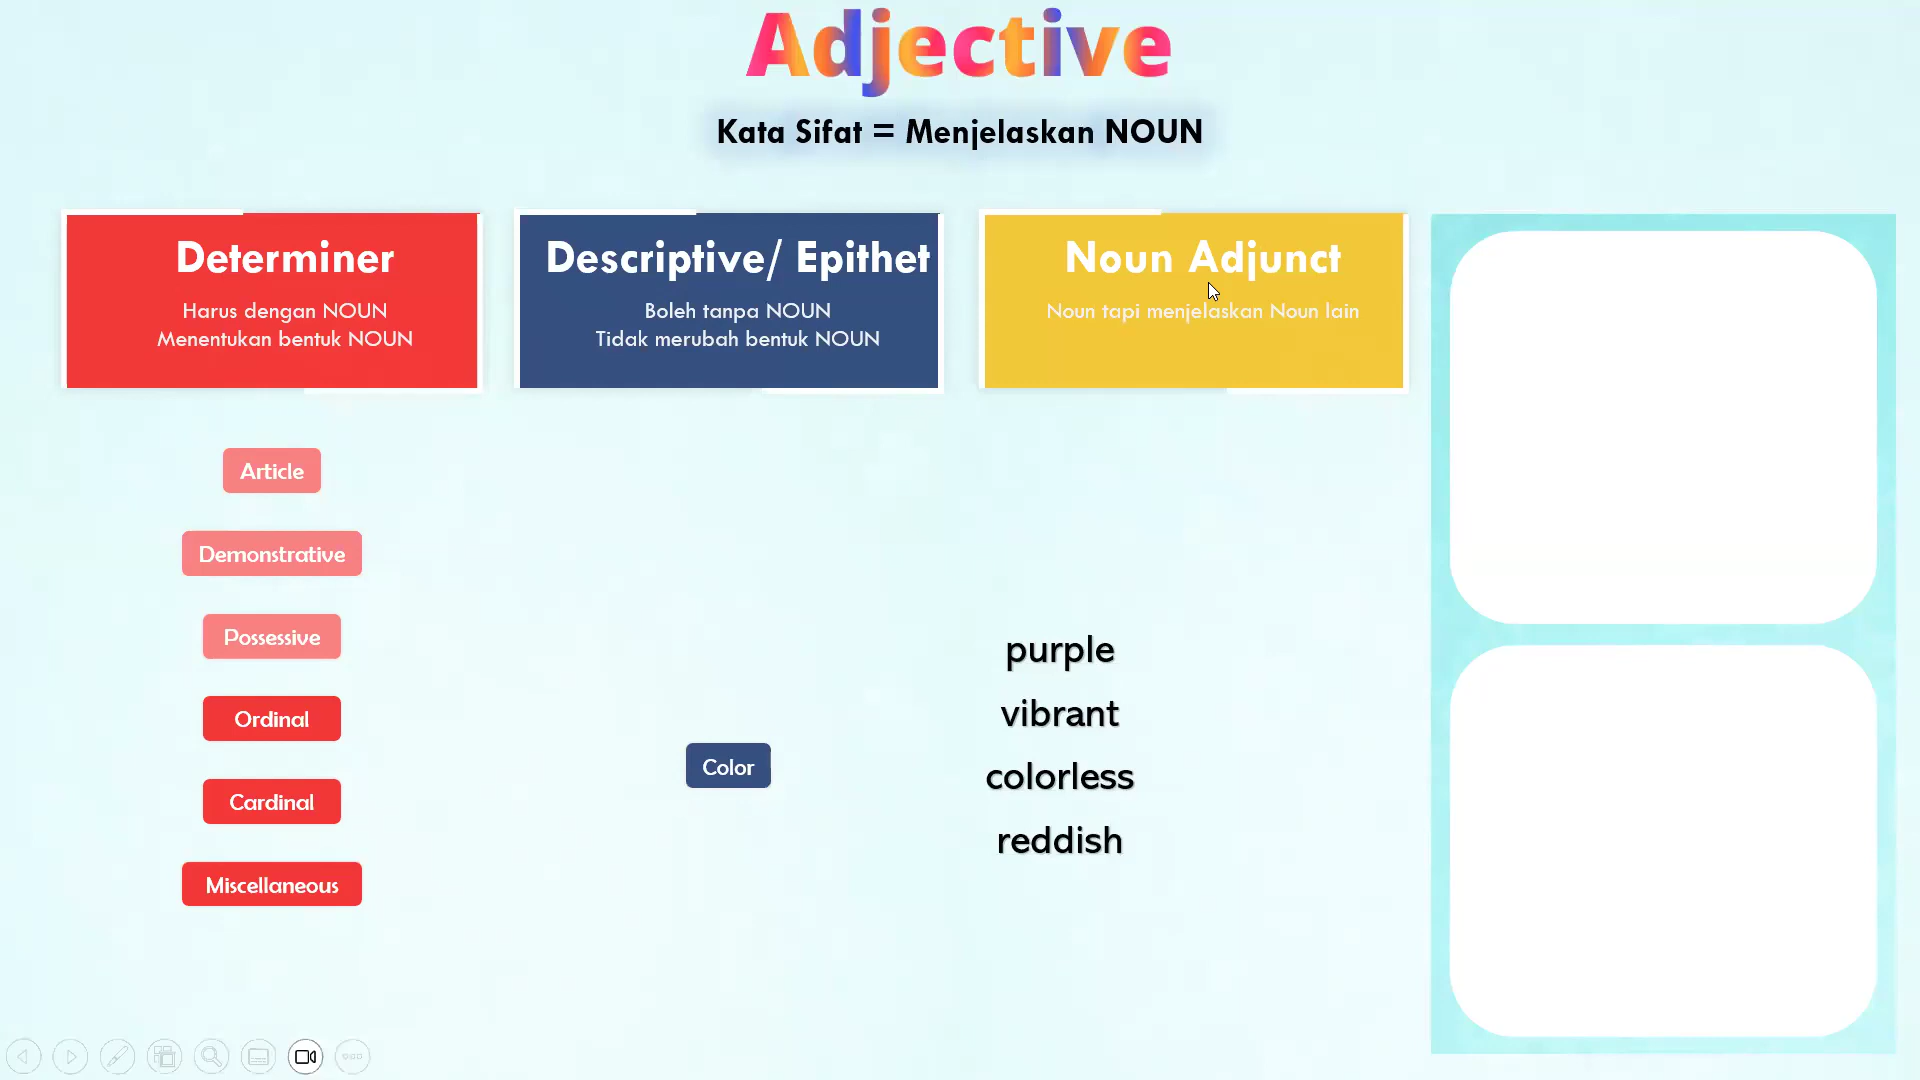 Adjective
Kata Sifat = Menjelaskan NOUN
Determiner
Harus dengan NOUN
Menentukan bentuk NOUN
Descriptive/ Epithet
Boleh tanpa NOUN
Tidak merubah bentuk NOUN
Noun Adjunct
Noun tapi menjelaskan Noun lain
Article
Demonstrative
Possessive
Ordinal
Cardinal
Miscellaneous
Color
purple
vibrant
colorless
reddish